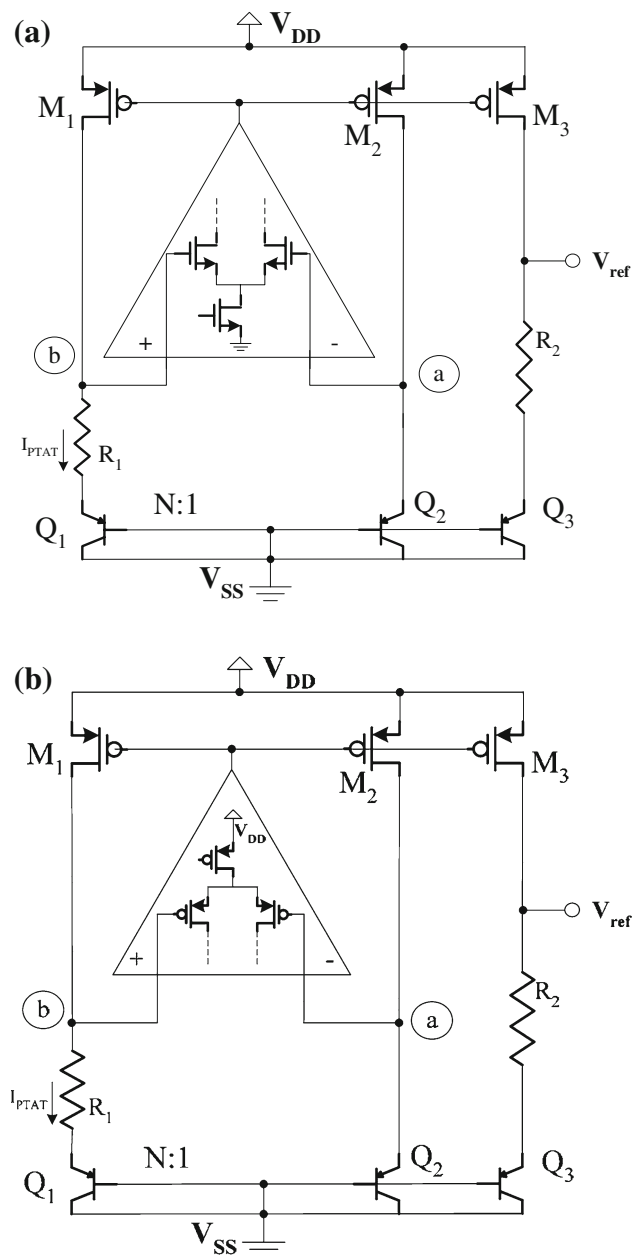 (a)
V_DD
M_1
M_2
M_3
V_ref
+
-
b
a
R_2
I_PTAT
R_1
N:1
Q_1
Q_2
Q_3
V_SS
(b)
V_DD
M_1
M_2
M_3
V_DD
V_ref
+
-
b
a
R_2
I_PTAT
R_1
N:1
Q_1
Q_2
Q_3
V_SS